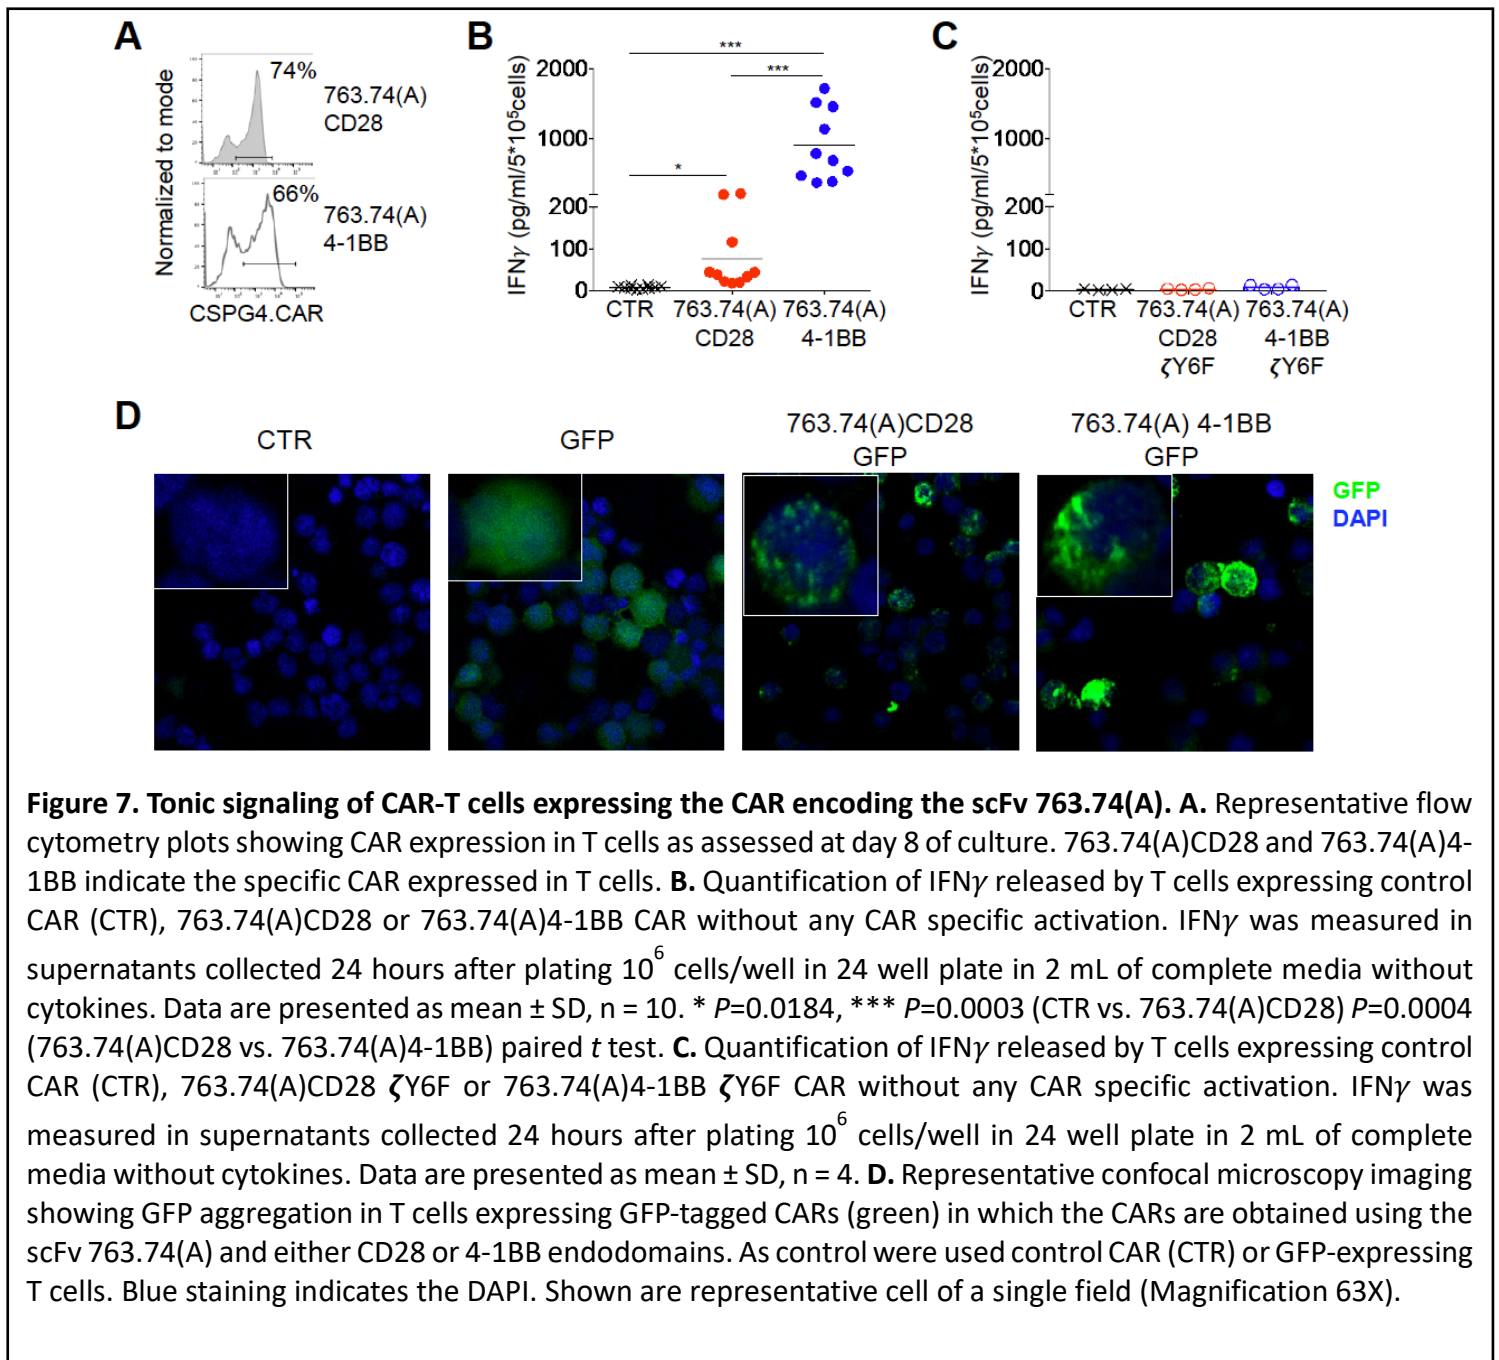 A
Normalized to mode
74%
763.74(A)
CD28
66%
763.74(A)
4-1BB
CSPG4.CAR
B
IFNγ (pg/ml/5*10⁵cells)
2000
1000
200
100
0
***
***
*
CTR
763.74(A)
CD28
763.74(A)
4-1BB
C
IFNγ (pg/ml/5*10⁵cells)
2000
1000
200
100
0
CTR
763.74(A)
CD28
ζY6F
763.74(A)
4-1BB
ζY6F
D
CTR
GFP
763.74(A)CD28
GFP
763.74(A) 4-1BB
GFP
GFP
DAPI
Figure 7. Tonic signaling of CAR-T cells expressing the CAR encoding the scFv 763.74(A). A. Representative flow
cytometry plots showing CAR expression in T cells as assessed at day 8 of culture. 763.74(A)CD28 and 763.74(A)4-
1BB indicate the specific CAR expressed in T cells. B. Quantification of IFNγ released by T cells expressing control
CAR (CTR), 763.74(A)CD28 or 763.74(A)4-1BB CAR without any CAR specific activation. IFNγ was measured in
supernatants collected 24 hours after plating 10⁶ cells/well in 24 well plate in 2 mL of complete media without
cytokines. Data are presented as mean ± SD, n = 10. * P=0.0184, *** P=0.0003 (CTR vs. 763.74(A)CD28) P=0.0004
(763.74(A)CD28 vs. 763.74(A)4-1BB) paired t test. C. Quantification of IFNγ released by T cells expressing control
CAR (CTR), 763.74(A)CD28 ζY6F or 763.74(A)4-1BB ζY6F CAR without any CAR specific activation. IFNγ was
measured in supernatants collected 24 hours after plating 10⁶ cells/well in 24 well plate in 2 mL of complete
media without cytokines. Data are presented as mean ± SD, n = 4. D. Representative confocal microscopy imaging
showing GFP aggregation in T cells expressing GFP-tagged CARs (green) in which the CARs are obtained using the
scFv 763.74(A) and either CD28 or 4-1BB endodomains. As control were used control CAR (CTR) or GFP-expressing
T cells. Blue staining indicates the DAPI. Shown are representative cell of a single field (Magnification 63X).